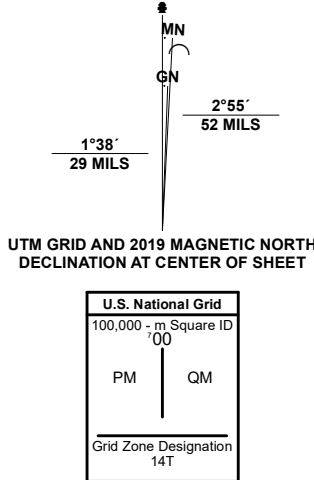 MN
GN
2°55´
52 MILS
1°38´
29 MILS
UTM GRID AND 2019 MAGNETIC NORTH
DECLINATION AT CENTER OF SHEET
U.S. National Grid
100,000 - m Square ID
⁷00
PM QM
Grid Zone Designation
14T